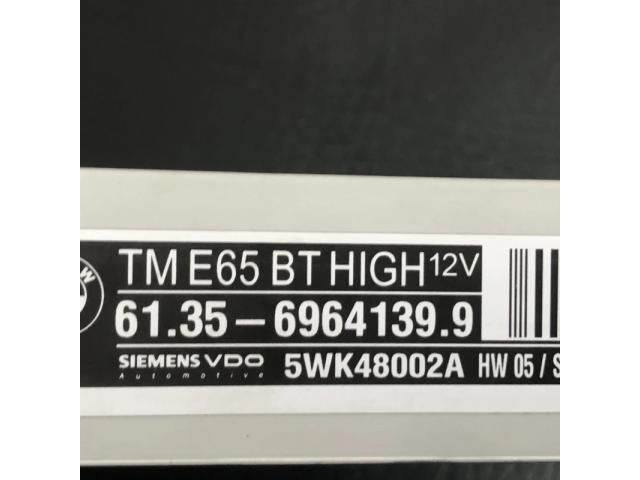 TM E65 BT HIGH 12V
61.35 – 6964139.9
SIEMENS VDO 5WK48002A HW 05 / S
Automotive
W